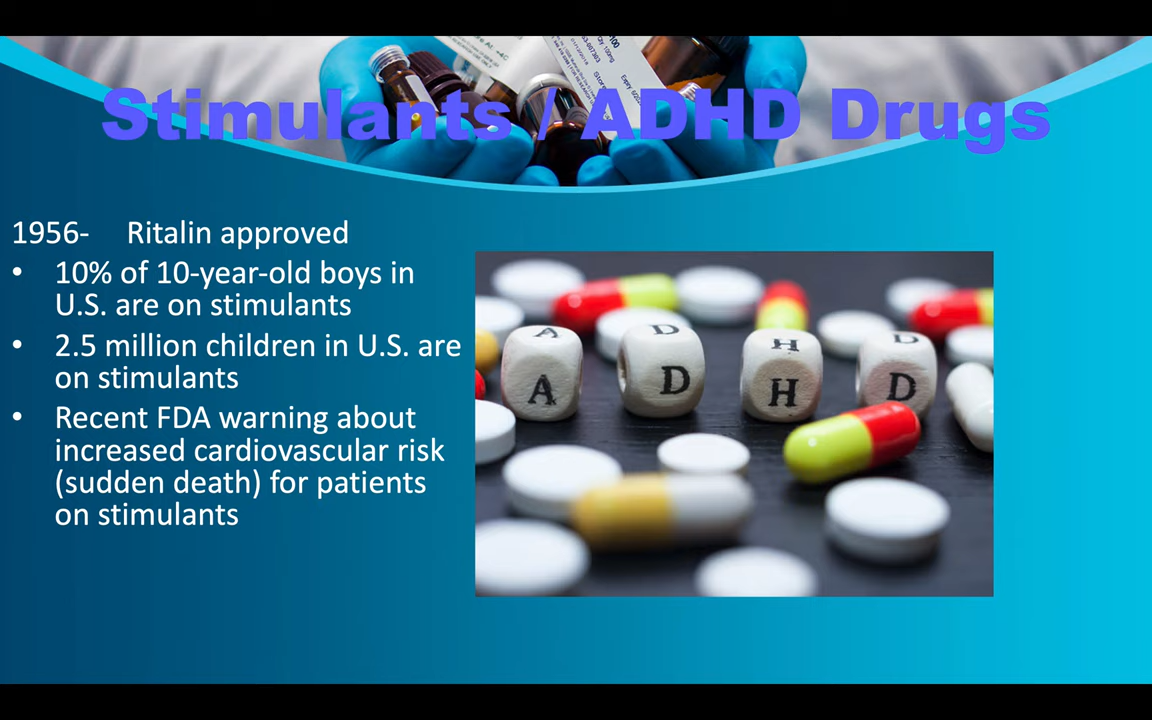 Stimulants / ADHD Drugs
1956- Ritalin approved
• 10% of 10-year-old boys in
U.S. are on stimulants
• 2.5 million children in U.S. are
on stimulants
• Recent FDA warning about
increased cardiovascular risk
(sudden death) for patients
on stimulants
A D H D
A D H D